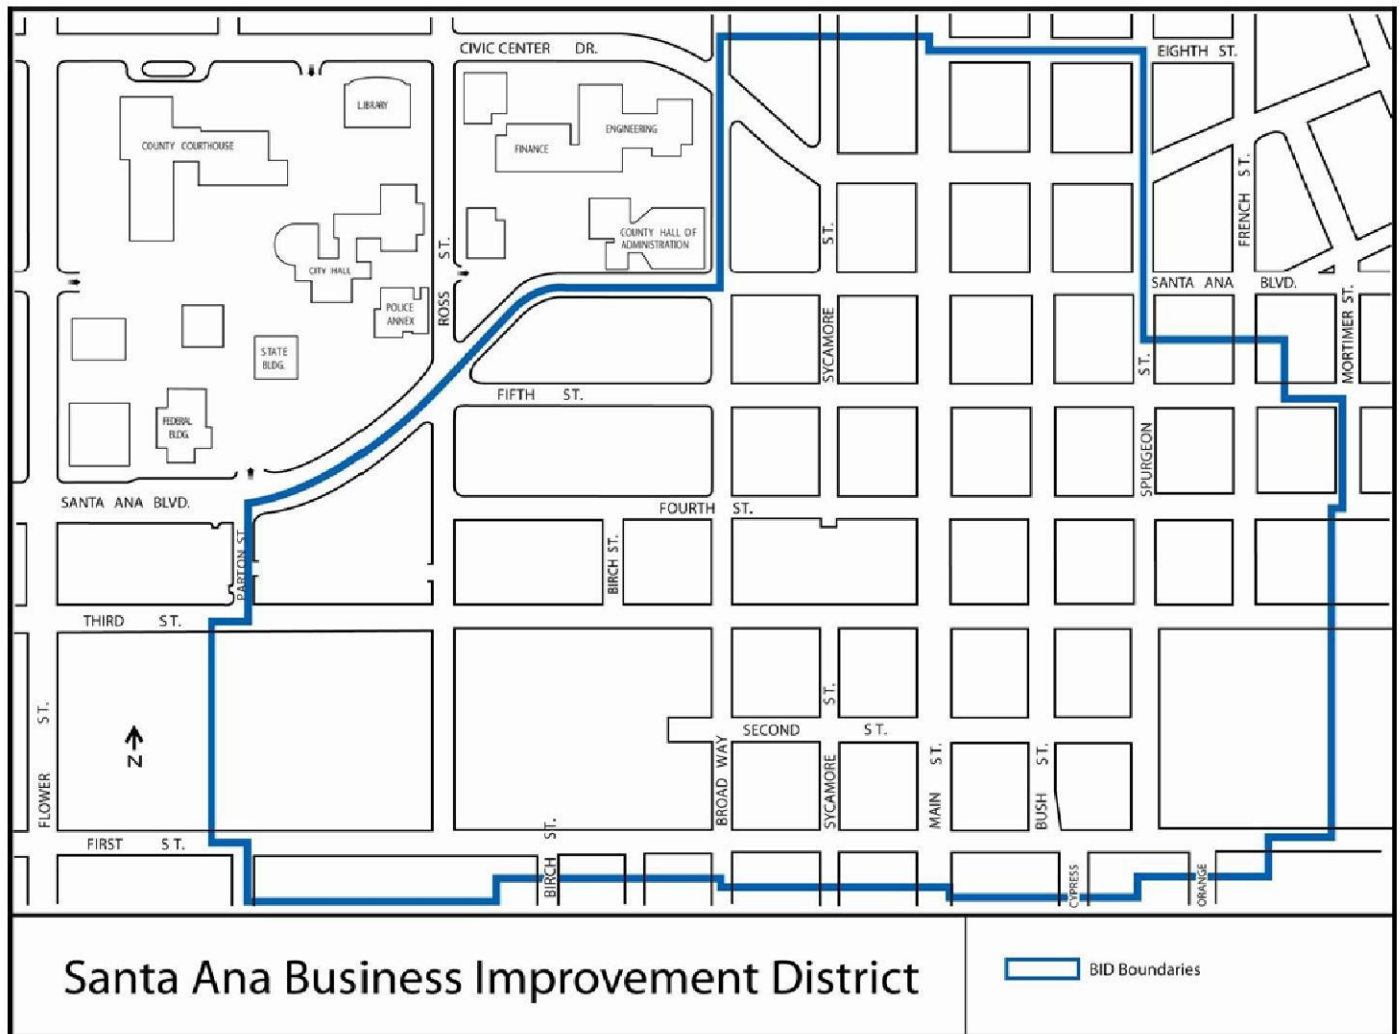 CIVIC CENTER DR.
EIGHTH ST.
LIBRARY
COUNTY COURTHOUSE
ENGINEERING
FINANCE
FRENCH ST.
COUNTY HALL OF
ADMINISTRATION
ST.
ROSS ST.
CITY HALL
SANTA ANA BLVD.
POLICE
ANNEX
SYCAMORE
MORTIMER ST.
STATE
BLDG.
ST.
FIFTH ST.
FEDERAL
BLDG.
SPURGEON
SANTA ANA BLVD.
FOURTH ST.
PARTON ST.
BIRCH ST.
THIRD ST.
FLOWER ST.
N
ST.
SECOND ST.
BROAD WAY
SYCAMORE
MAIN ST.
BUSH ST.
FIRST ST.
BIRCH ST.
CYPRESS
ORANGE
Santa Ana Business Improvement District
BID Boundaries